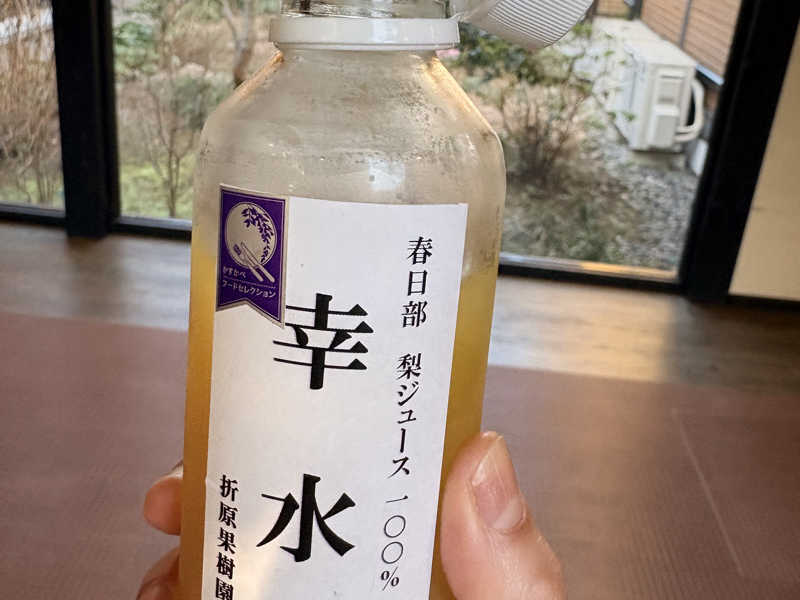 春日部 梨ジュース一〇〇%
幸水
折原果樹園
かすかべ
フードセレクション